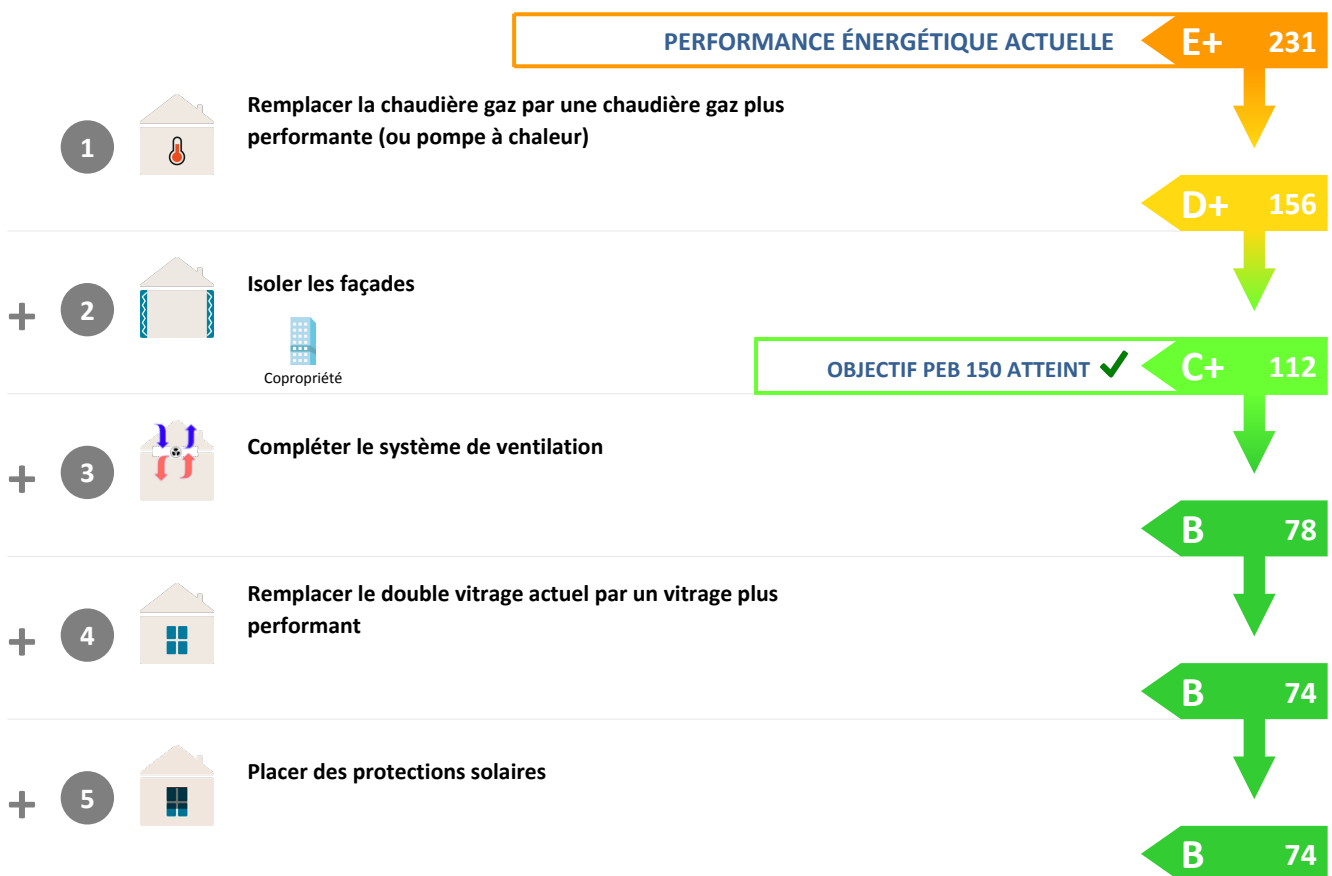 PERFORMANCE ÉNERGÉTIQUE ACTUELLE E+ 231
1
Remplacer la chaudière gaz par une chaudière gaz plus
performante (ou pompe à chaleur)
D+ 156
+ 2
Isoler les façades
Copropriété
OBJECTIF PEB 150 ATTEINT ✓ C+ 112
+ 3
Compléter le système de ventilation
B 78
+ 4
Remplacer le double vitrage actuel par un vitrage plus
performant
B 74
+ 5
Placer des protections solaires
B 74